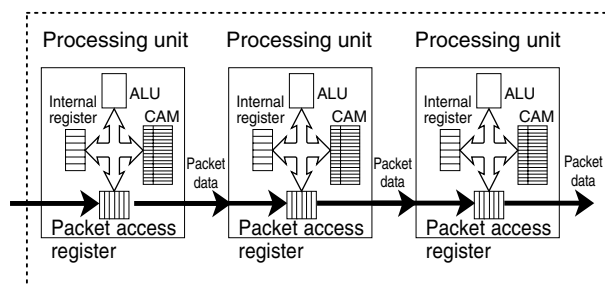 Processing unit
Processing unit
Processing unit
ALU
Internal
register
CAM
Packet
data
Packet access
register
ALU
Internal
register
CAM
Packet
data
Packet access
register
ALU
Internal
register
CAM
Packet
data
Packet access
register